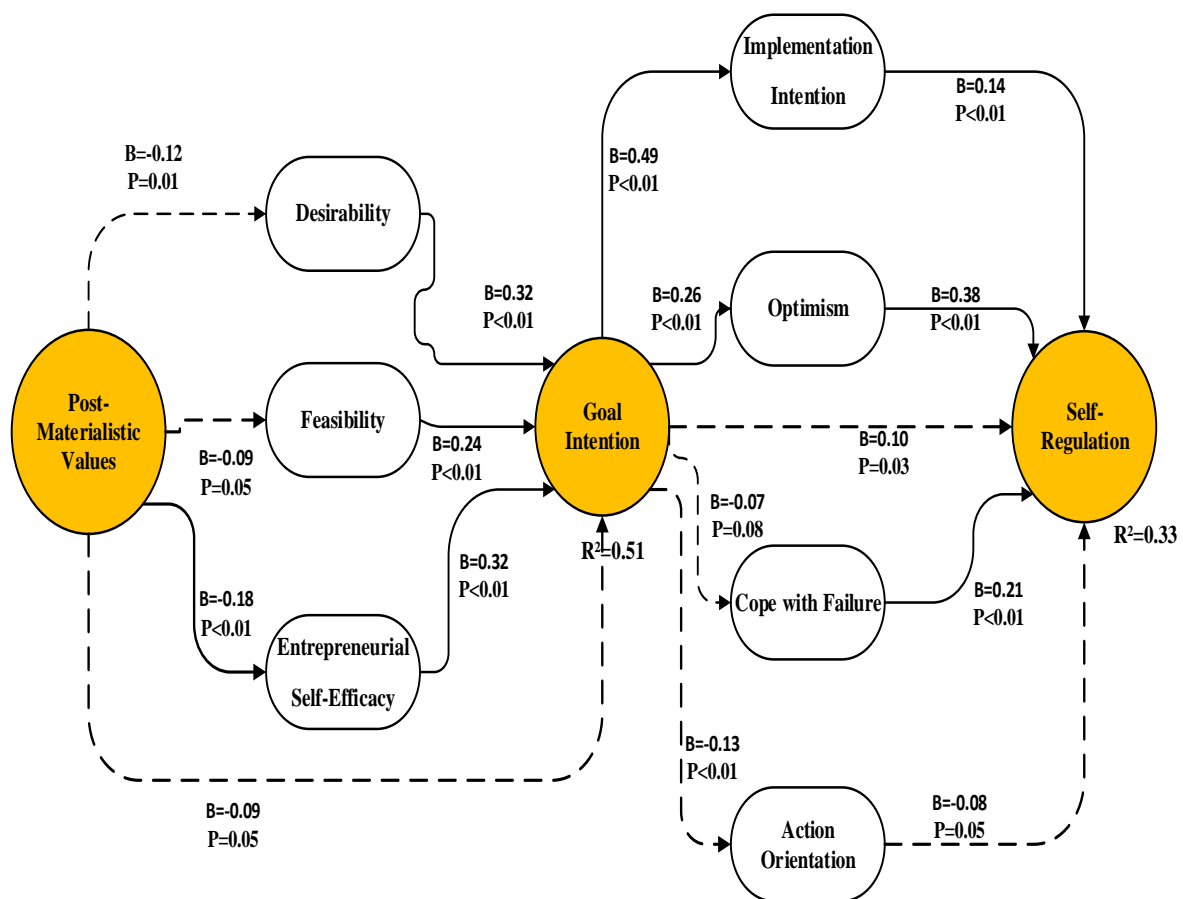 Implementation
Intention
B=0.14
P<0.01
B=0.49
P<0.01
B=-0.12
P=0.01
Desirability
B=0.32
P<0.01
B=0.26
P<0.01
Optimism
B=0.38
P<0.01
Post-
Materialistic
Values
Feasibility
B=-0.09
P=0.05
B=0.24
P<0.01
Goal
Intention
R²=0.51
B=0.10
P=0.03
Self-
Regulation
R²=0.33
B=-0.07
P=0.08
Cope with Failure
B=0.21
P<0.01
B=-0.18
P<0.01
Entrepreneurial
Self-Efficacy
B=0.32
P<0.01
B=-0.09
P=0.05
B=-0.13
P<0.01
Action
Orientation
B=-0.08
P=0.05